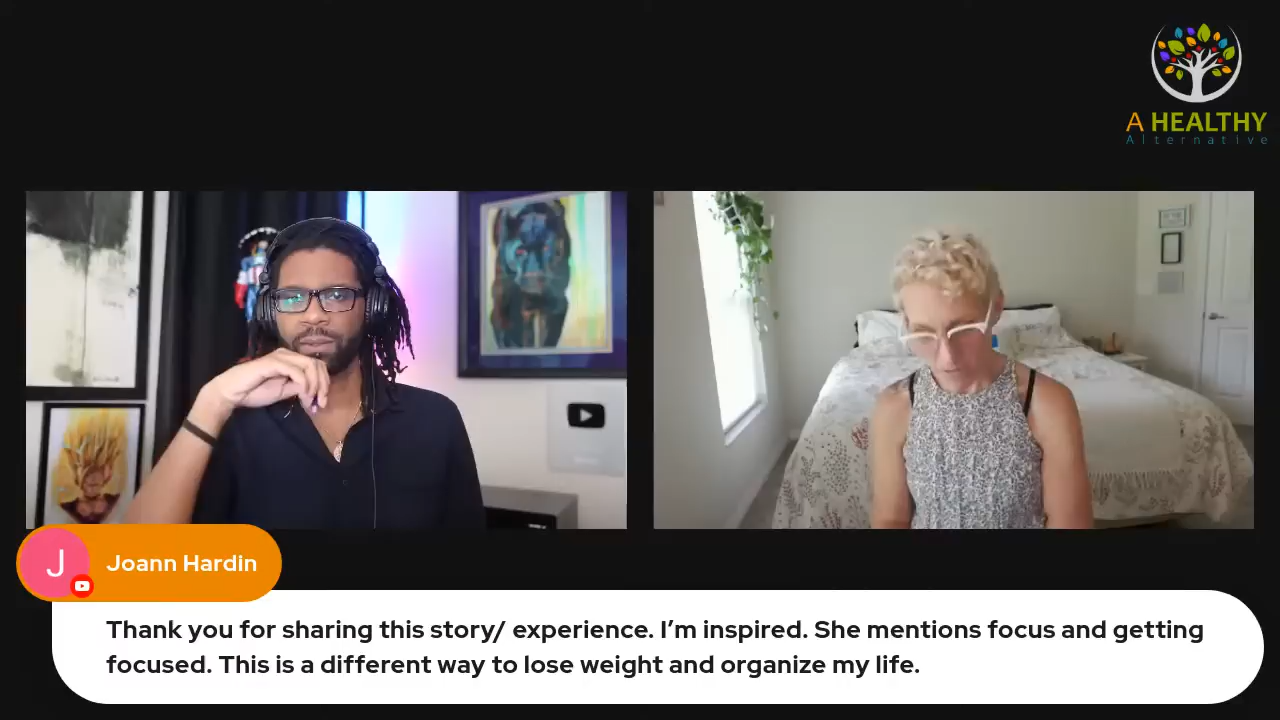 A HEALTHY
Alternative
J
Joann Hardin
Thank you for sharing this story/ experience. I’m inspired. She mentions focus and getting
focused. This is a different way to lose weight and organize my life.